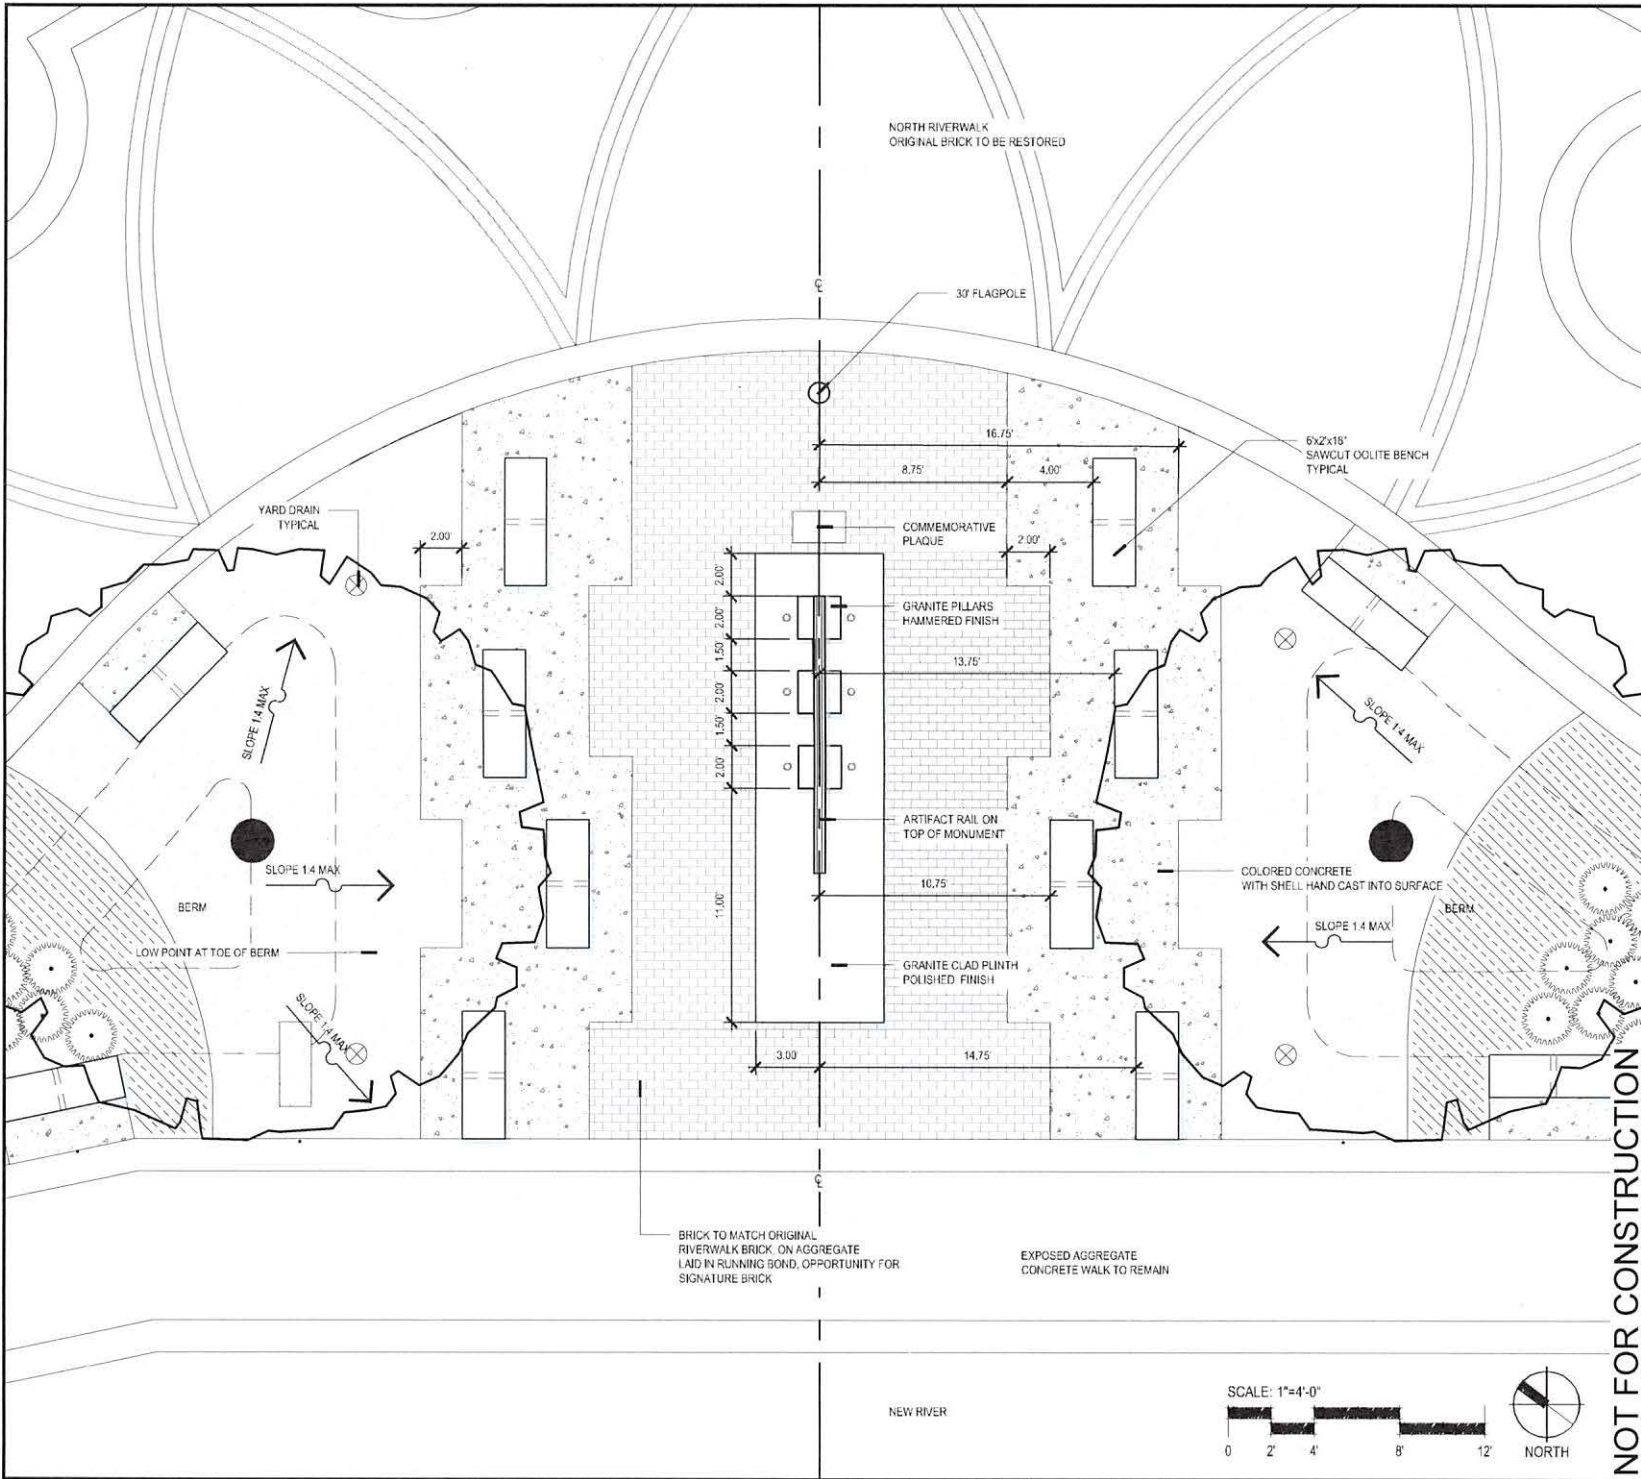 NORTH RIVERWALK
ORIGINAL BRICK TO BE RESTORED
℄
30' FLAGPOLE
16.75'
6'x2'x18"
SAWCUT OOLITE BENCH
TYPICAL
8.75'
4.00'
YARD DRAIN
TYPICAL
COMMEMORATIVE
PLAQUE
2.00'
2.00'
2.00'
2.00'
1.50'
2.00'
1.50'
2.00'
11.00'
GRANITE PILLARS
HAMMERED FINISH
13.75'
SLOPE 1:4 MAX
SLOPE 1:4 MAX
ARTIFACT RAIL ON
TOP OF MONUMENT
SLOPE 1:4 MAX
10.75'
COLORED CONCRETE
WITH SHELL HAND CAST INTO SURFACE
BERM
BERM
SLOPE 1:4 MAX
LOW POINT AT TOE OF BERM
GRANITE CLAD PLINTH
POLISHED FINISH
SLOPE 1:4 MAX
3.00'
14.75'
℄
BRICK TO MATCH ORIGINAL
RIVERWALK BRICK, ON AGGREGATE
LAID IN RUNNING BOND, OPPORTUNITY FOR
SIGNATURE BRICK
EXPOSED AGGREGATE
CONCRETE WALK TO REMAIN
NEW RIVER
SCALE: 1"=4'-0"
0 2' 4' 8' 12'
NORTH
NOT FOR CONSTRUCTION